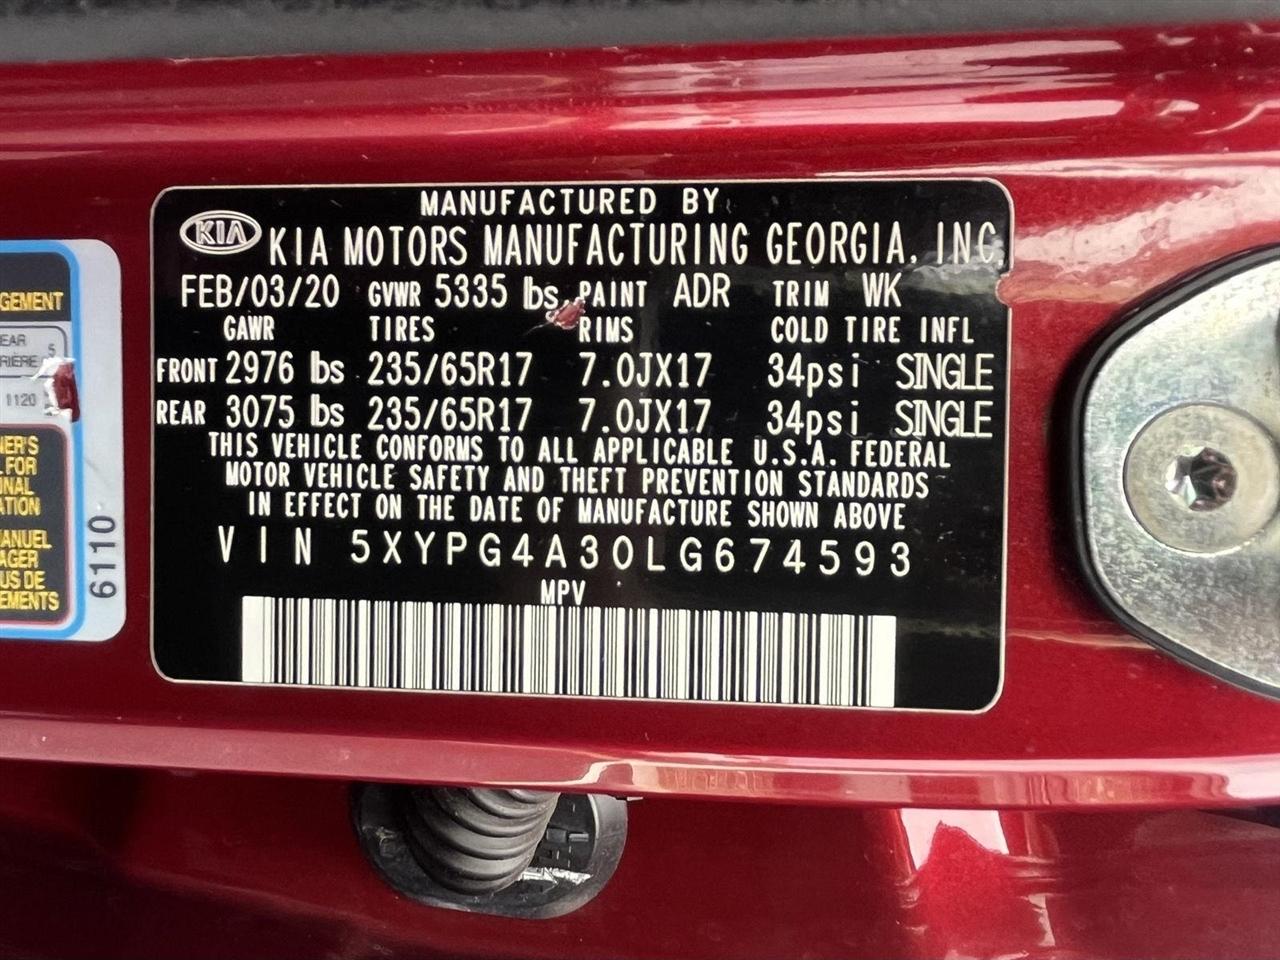 MANUFACTURED BY
KIA KIA MOTORS MANUFACTURING GEORGIA, INC.
FEB/03/20 GVWR 5335 lbs PAINT ADR TRIM WK
GAWR TIRES RIMS COLD TIRE INFL
FRONT 2976 lbs 235/65R17 7.0JX17 34psi SINGLE
REAR 3075 lbs 235/65R17 7.0JX17 34psi SINGLE
THIS VEHICLE CONFORMS TO ALL APPLICABLE U.S.A. FEDERAL
MOTOR VEHICLE SAFETY AND THEFT PREVENTION STANDARDS
IN EFFECT ON THE DATE OF MANUFACTURE SHOWN ABOVE
VIN 5XYPG4A30LG674593
MPV
5
1120
FOR
6110